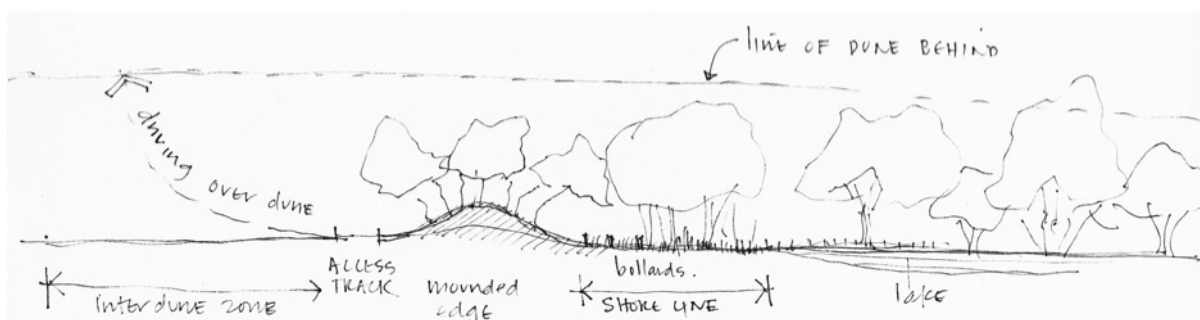 LINE OF DUNE BEHIND
driving
over dune
ACCESS
TRACK
interdune zone
mounded
edge
bollards.
SHORE LINE
lake